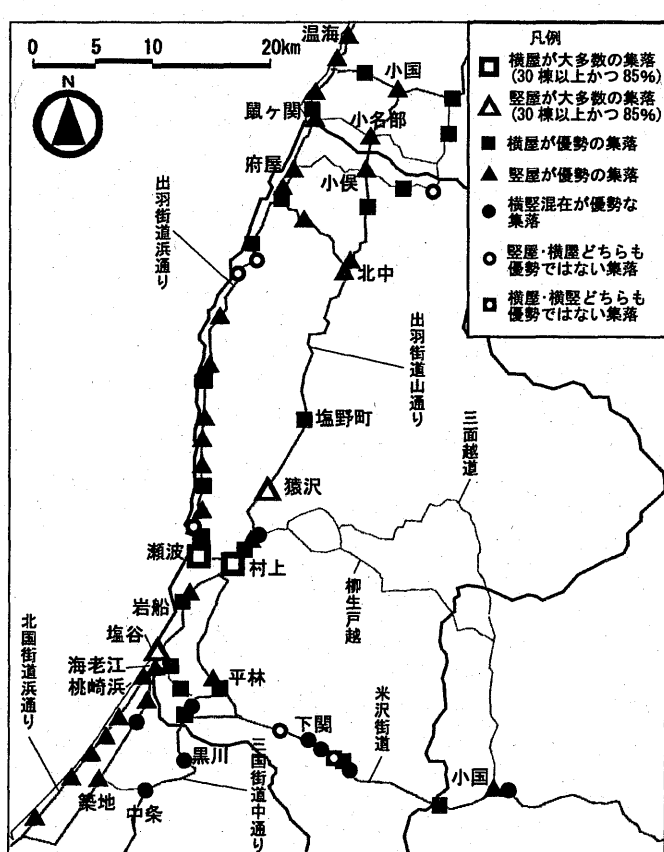 0 5 10 20km
N
凡例
横屋が大多数の集落
(30棟以上かつ85%)
竪屋が大多数の集落
(30棟以上かつ85%)
横屋が優勢の集落
竪屋が優勢の集落
横竪混在が優勢な
集落
竪屋・横屋どちらも
優勢ではない集落
横屋・横竪どちらも
優勢ではない集落
温海
小国
鼠ヶ関
小名部
府屋
小俣
出羽街道浜通り
北中
出羽街道山通り
塩野町
三面越道
猿沢
瀬波
村上
柳生戸越
岩船
塩谷
北国街道浜通り
海老江
桃崎浜
平林
米沢街道
下関
黒川
三国街道中通り
小国
築地
中条